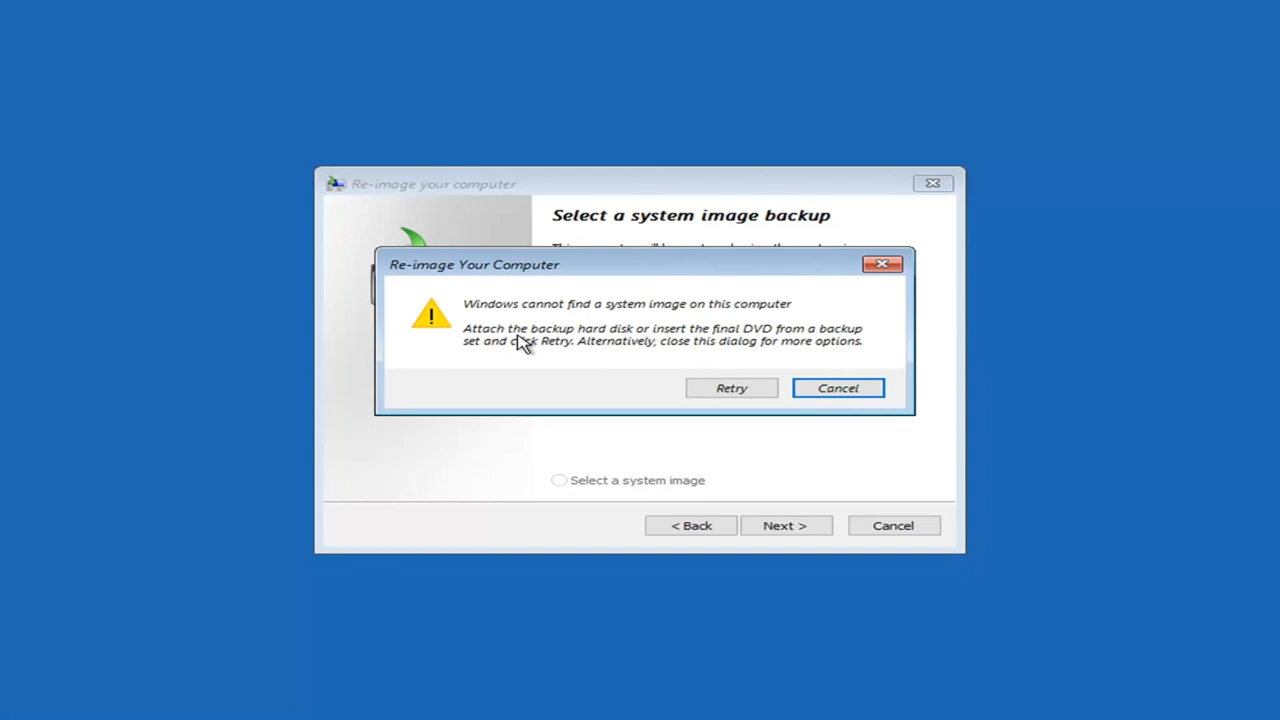 Re-image your computer
Select a system image backup
Re-image Your Computer
Windows cannot find a system image on this computer
Attach the backup hard disk or insert the final DVD from a backup
set and click Retry. Alternatively, close this dialog for more options.
Retry
Cancel
Select a system image
< Back
Next >
Cancel